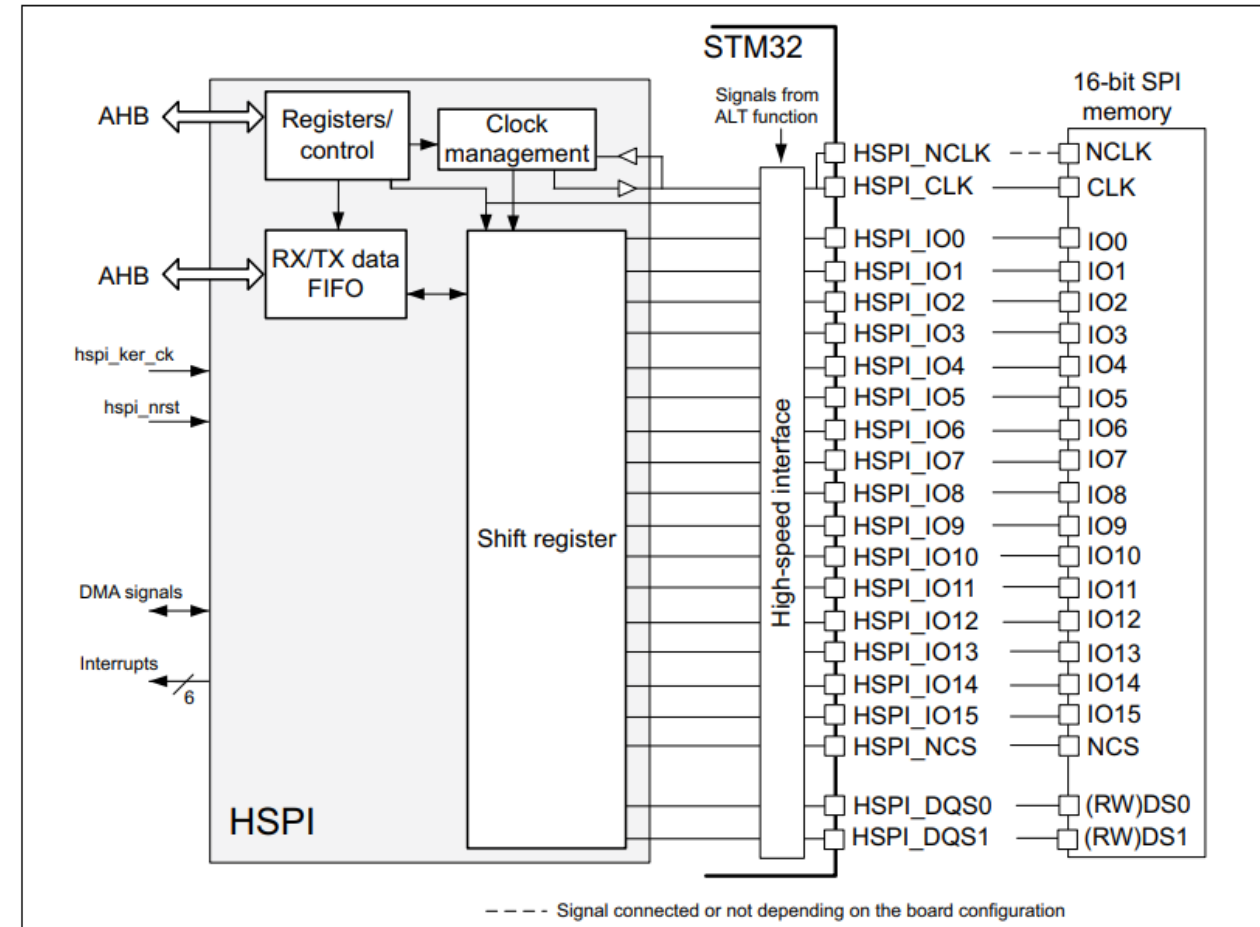 STM32
AHB
Registers/
control
Clock
management
Signals from
ALT function
16-bit SPI
memory
HSPI_NCLK
NCLK
HSPI_CLK
CLK
AHB
RX/TX data
FIFO
HSPI_IO0
IO0
HSPI_IO1
IO1
HSPI_IO2
IO2
HSPI_IO3
IO3
hspi_ker_ck
HSPI_IO4
IO4
hspi_nrst
HSPI_IO5
IO5
HSPI_IO6
IO6
HSPI_IO7
IO7
HSPI_IO8
IO8
HSPI_IO9
IO9
Shift register
High-speed interface
HSPI_IO10
IO10
DMA signals
HSPI_IO11
IO11
HSPI_IO12
IO12
Interrupts
6
HSPI_IO13
IO13
HSPI_IO14
IO14
HSPI_IO15
IO15
HSPI_NCS
NCS
HSPI
HSPI_DQS0
(RW)DS0
HSPI_DQS1
(RW)DS1
Signal connected or not depending on the board configuration